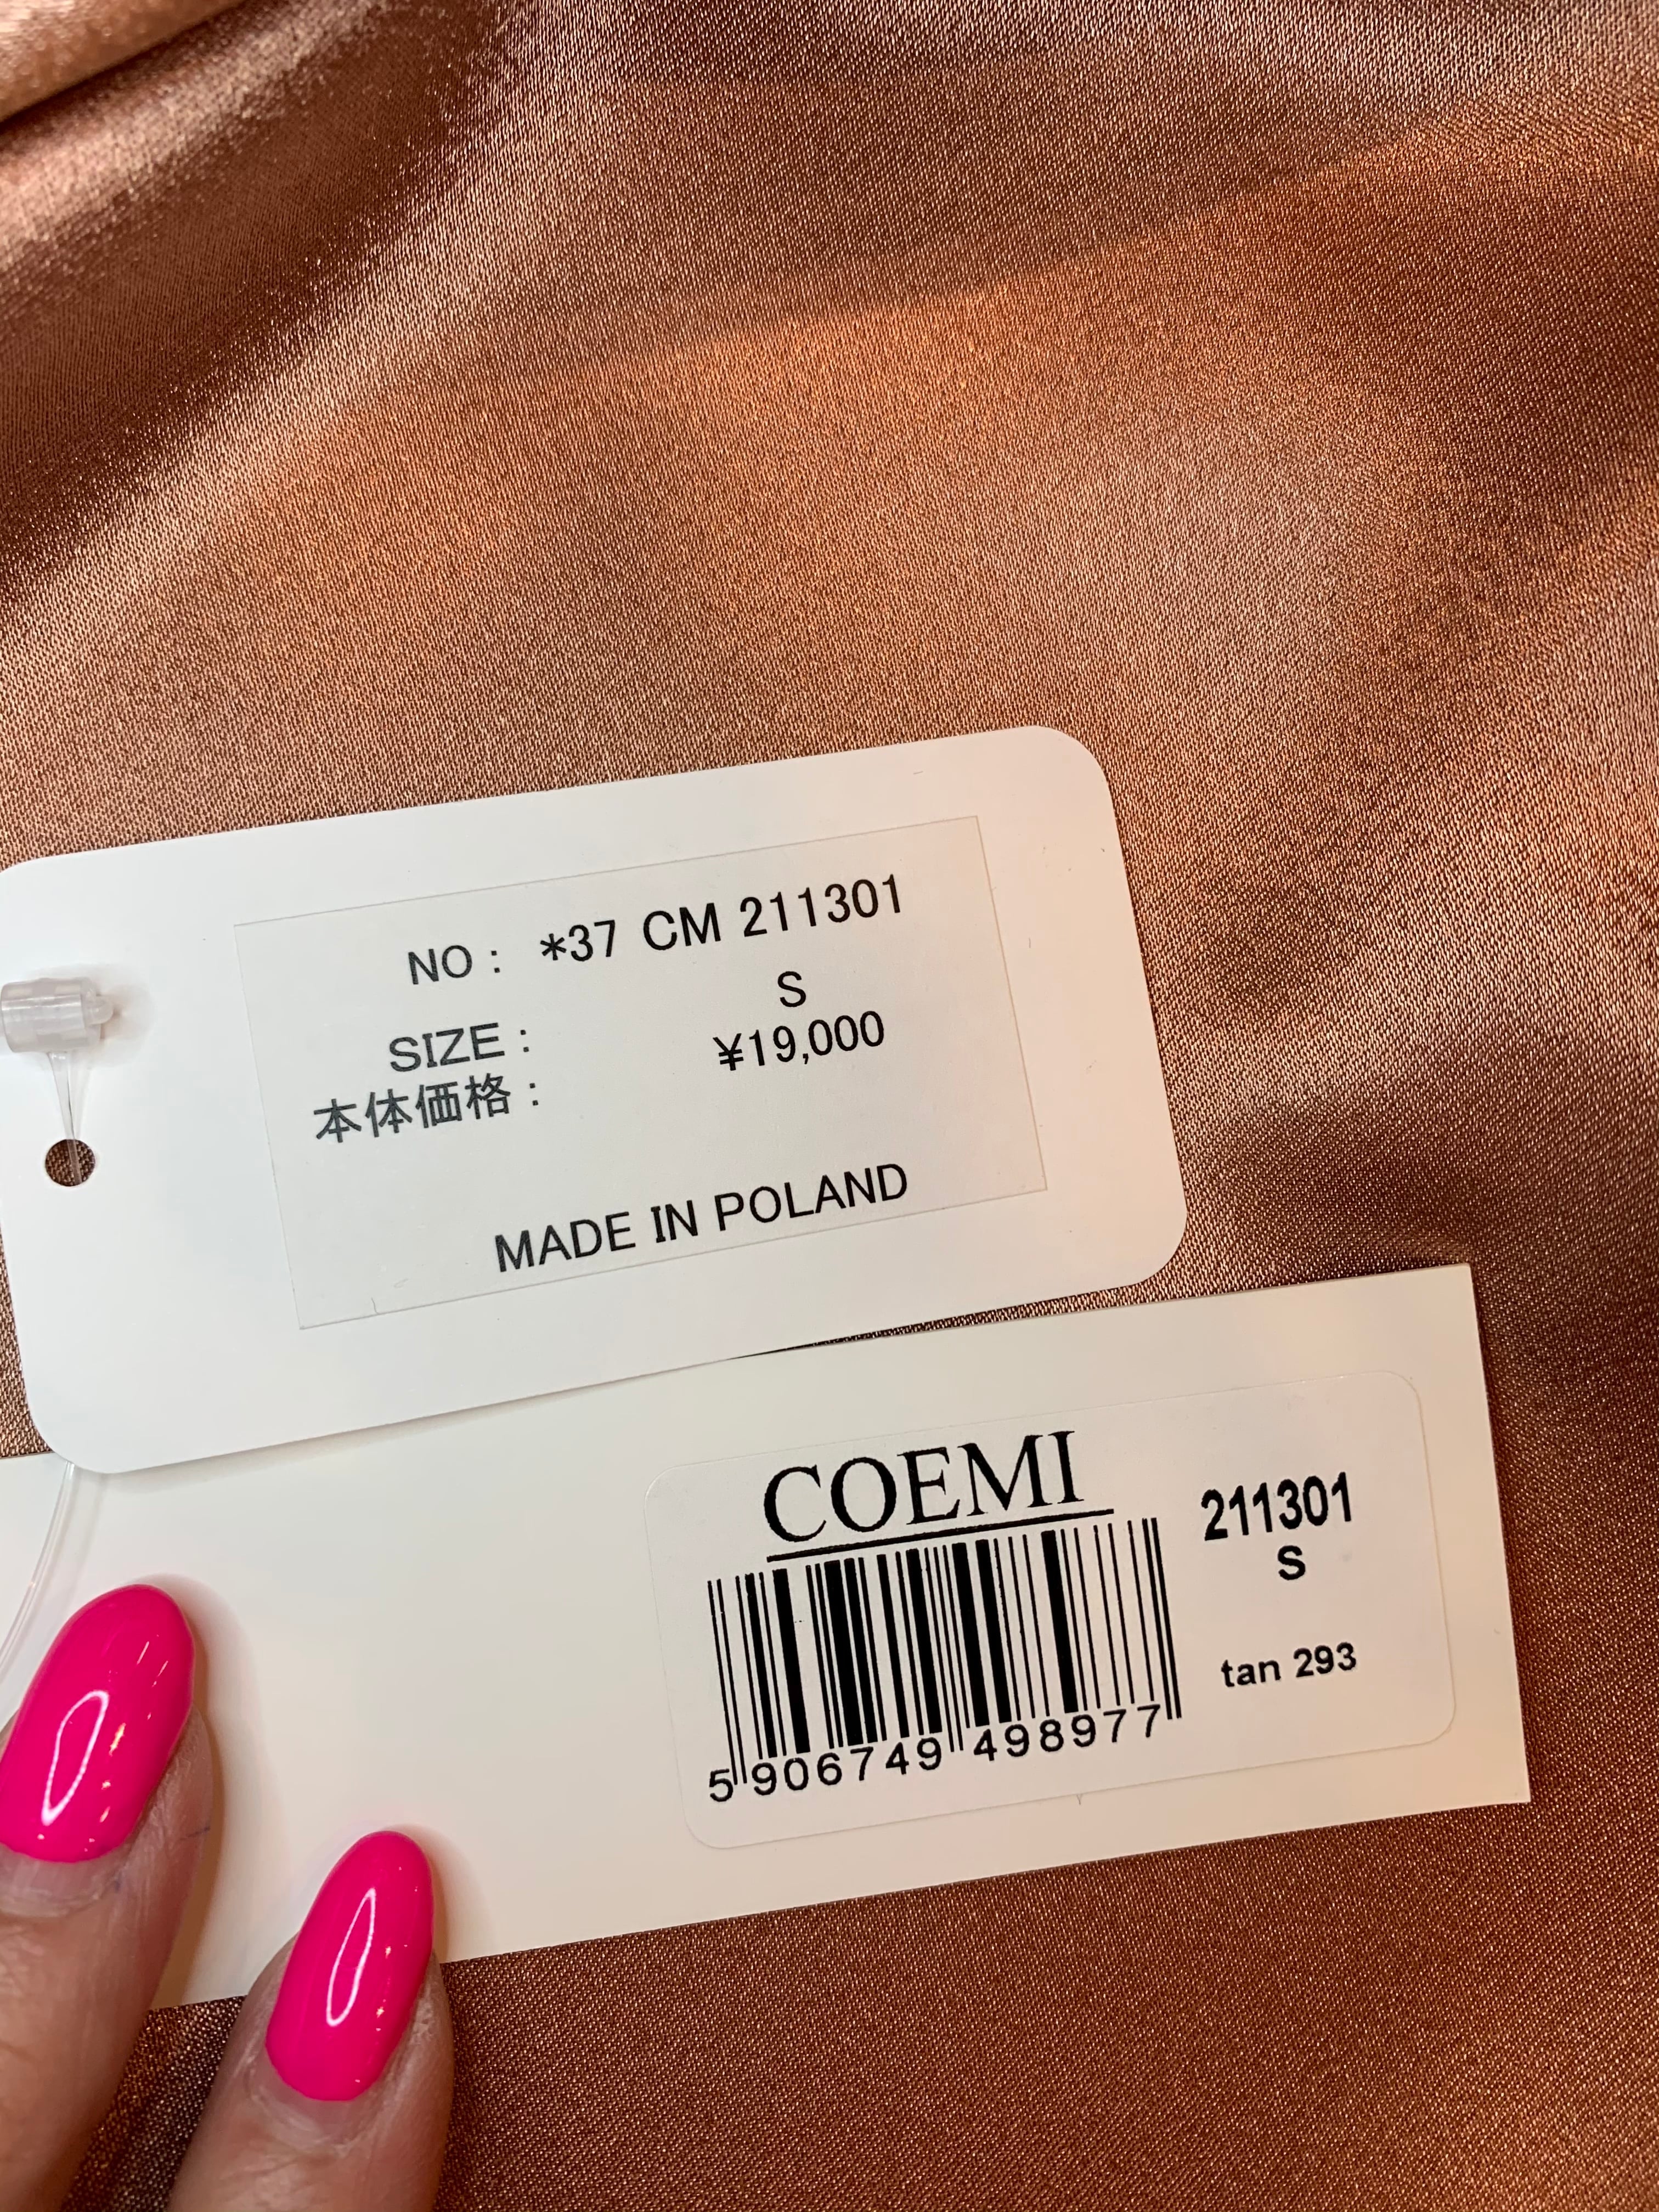 NO : *37 CM 211301
SIZE : S
本体価格 : ¥19,000
MADE IN POLAND
COEMI
211301
S
tan 293
5 906749 498977